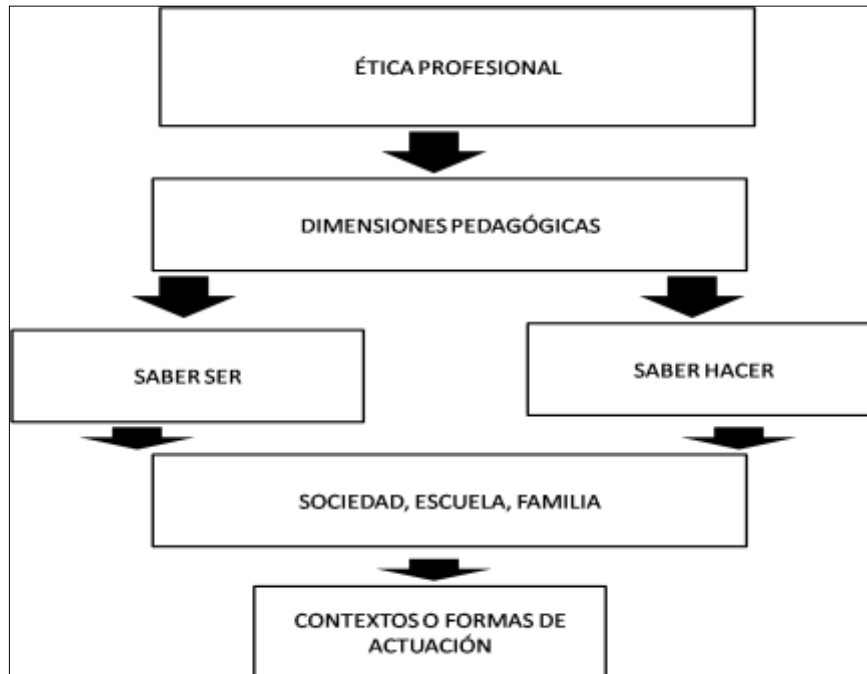 ÉTICA PROFESIONAL
DIMENSIONES PEDAGÓGICAS
SABER SER
SABER HACER
SOCIEDAD, ESCUELA, FAMILIA
CONTEXTOS O FORMAS DE
ACTUACIÓN